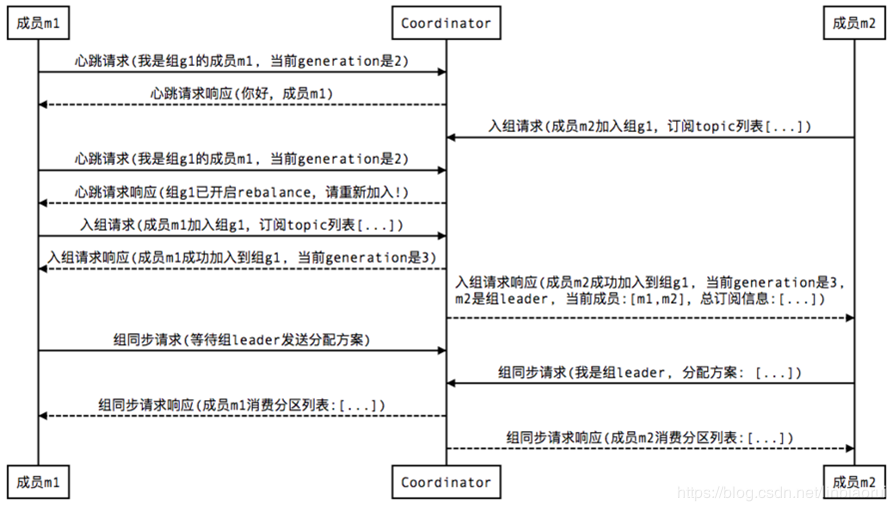 成员m1
Coordinator
成员m2
心跳请求(我是组g1的成员m1, 当前generation是2)
心跳请求响应(你好, 成员m1)
入组请求(成员m2加入组g1, 订阅topic列表[...])
心跳请求(我是组g1的成员m1, 当前generation是2)
心跳请求响应(组g1已开启rebalance, 请重新加入!)
入组请求(成员m1加入组g1, 订阅topic列表[...])
入组请求响应(成员m1成功加入到组g1, 当前generation是3)
入组请求响应(成员m2成功加入到组g1, 当前generation是3,
m2是组leader, 当前成员:[m1,m2], 总订阅信息:[...])
组同步请求(等待组leader发送分配方案)
组同步请求(我是组leader, 分配方案: [...])
组同步请求响应(成员m1消费分区列表:[...])
组同步请求响应(成员m2消费分区列表:[...])
成员m1
Coordinator
成员m2